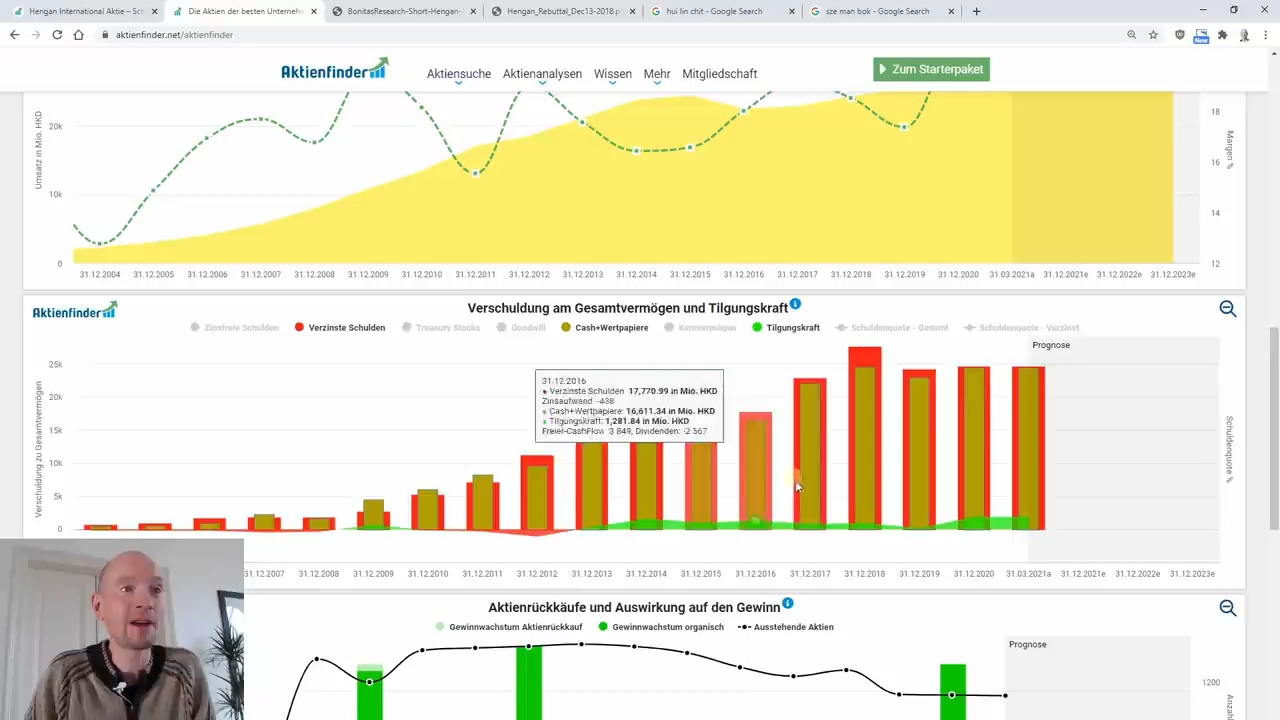 Hengan International Aktie – Sch
Die Aktien der besten Unterneh
BonitasResearch-Short-Hengan-
Hengan_Rebuttal_Dec13-2018.p
hui lin chit - Google Search
sze man bok - Google Search
aktienfinder.net/aktienfinder
New
Aktienfinder
Aktiensuche Aktienanalysen Wissen Mehr Mitgliedschaft
Zum Starterpaket
Umsatz in Mio. HKD
20k
10k
0
18
16
14
12
Margen %
31.12.2004 31.12.2005 31.12.2006 31.12.2007 31.12.2008 31.12.2009 31.12.2010 31.12.2011 31.12.2012 31.12.2013 31.12.2014 31.12.2015 31.12.2016 31.12.2017 31.12.2018 31.12.2019 31.12.2020 31.03.2021a 31.12.2021e 31.12.2022e 31.12.2023e
Aktienfinder
Verschuldung am Gesamtvermögen und Tilgungskraft
Zinsfreie Schulden Verzinste Schulden Treasury Stocks Goodwill Cash+Wertpapiere Kernvermögen Tilgungskraft Schuldenquote - Gesamt Schuldenquote - Verzinst
Prognose
Verschuldung zu Gesamtvermögen
25k
20k
15k
10k
5k
0
Schuldenquote %
31.12.2016
Verzinste Schulden 17,770.99 in Mio. HKD
Zinsaufwand -438
Cash+Wertpapiere: 16,611.34 in Mio. HKD
Tilgungskraft: 1,281.84 in Mio. HKD
Freier-CashFlow 3 849, Dividenden: -2 567
31.12.2007 31.12.2008 31.12.2009 31.12.2010 31.12.2011 31.12.2012 31.12.2013 31.12.2014 31.12.2015 31.12.2016 31.12.2017 31.12.2018 31.12.2019 31.12.2020 31.03.2021a 31.12.2021e 31.12.2022e 31.12.2023e
Aktienrückkäufe und Auswirkung auf den Gewinn
Gewinnwachstum Aktienrückkauf Gewinnwachstum organisch Ausstehende Aktien
Prognose
1200